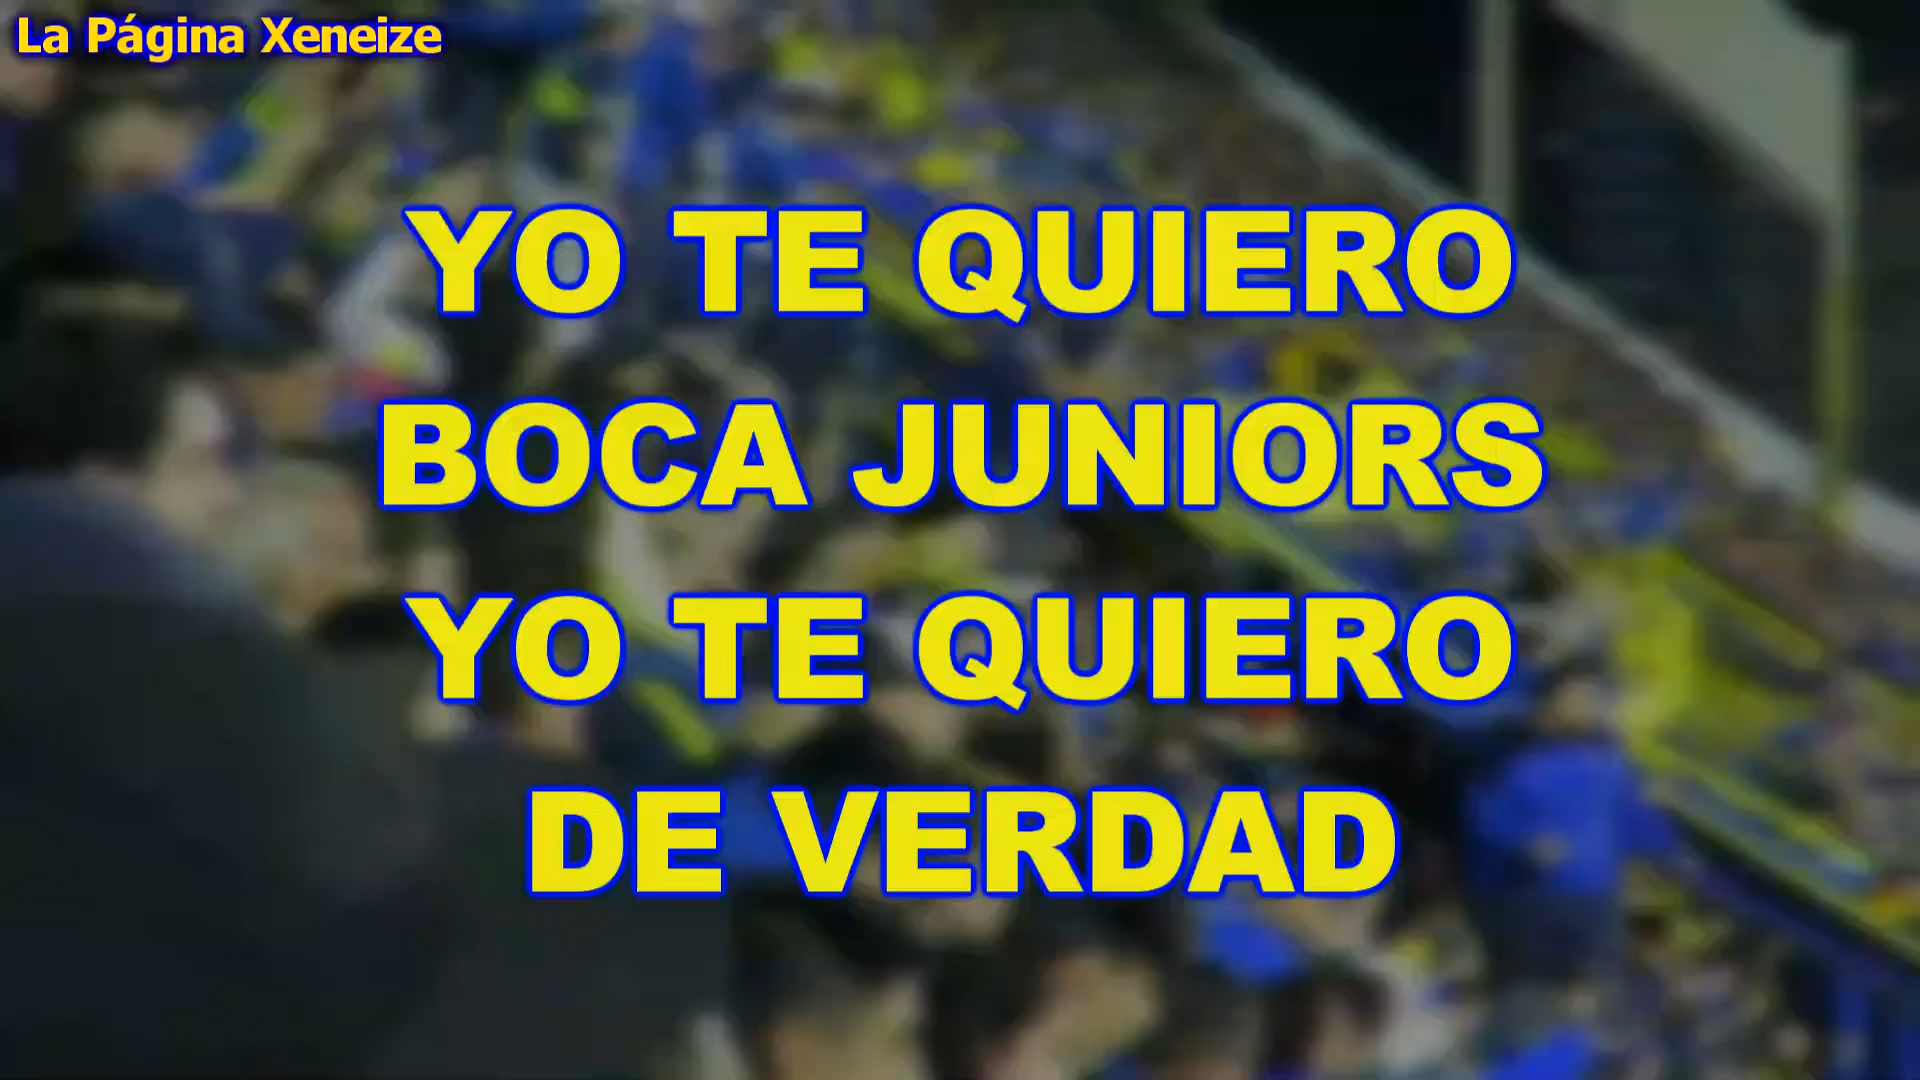 La Página Xeneize
YO TE QUIERO
BOCA JUNIORS
YO TE QUIERO
DE VERDAD